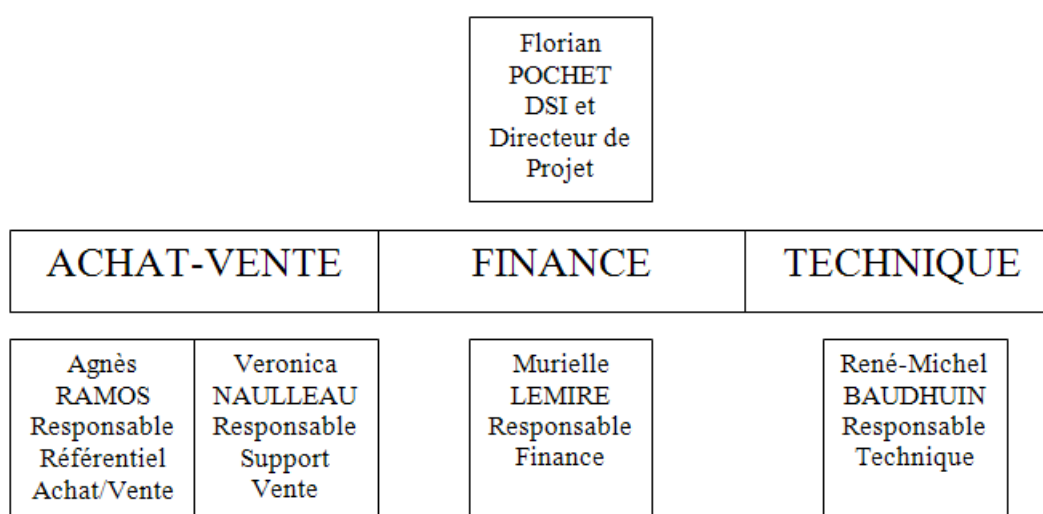 Florian
POCHET
DSI et
Directeur de
Projet
ACHAT-VENTE
FINANCE
TECHNIQUE
Agnès
RAMOS
Responsable
Référentiel
Achat/Vente
Veronica
NAULLEAU
Responsable
Support
Vente
Murielle
LEMIRE
Responsable
Finance
René-Michel
BAUDHUIN
Responsable
Technique